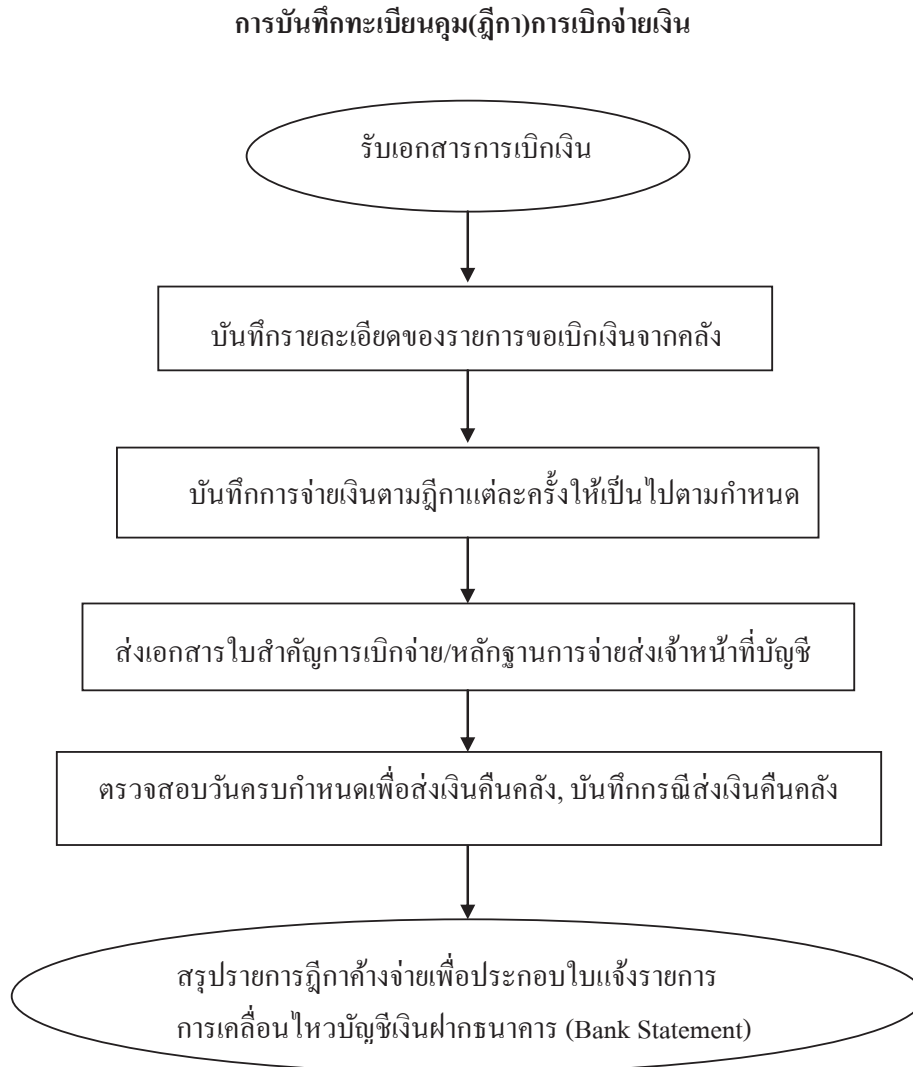 การบันทึกทะเบียนคุม(ฎีกา)การเบิกจ่ายเงิน
รับเอกสารการเบิกเงิน
บันทึกรายละเอียดของรายการขอเบิกเงินจากคลัง
บันทึกการจ่ายเงินตามฎีกาแต่ละครั้งให้เป็นไปตามกำหนด
ส่งเอกสารใบสำคัญการเบิกจ่าย/หลักฐานการจ่ายส่งเจ้าหน้าที่บัญชี
ตรวจสอบวันครบกำหนดเพื่อส่งเงินคืนคลัง, บันทึกกรณีส่งเงินคืนคลัง
สรุปรายการฎีกาค้างจ่ายเพื่อประกอบใบแจ้งรายการ
การเคลื่อนไหวบัญชีเงินฝากธนาคาร (Bank Statement)